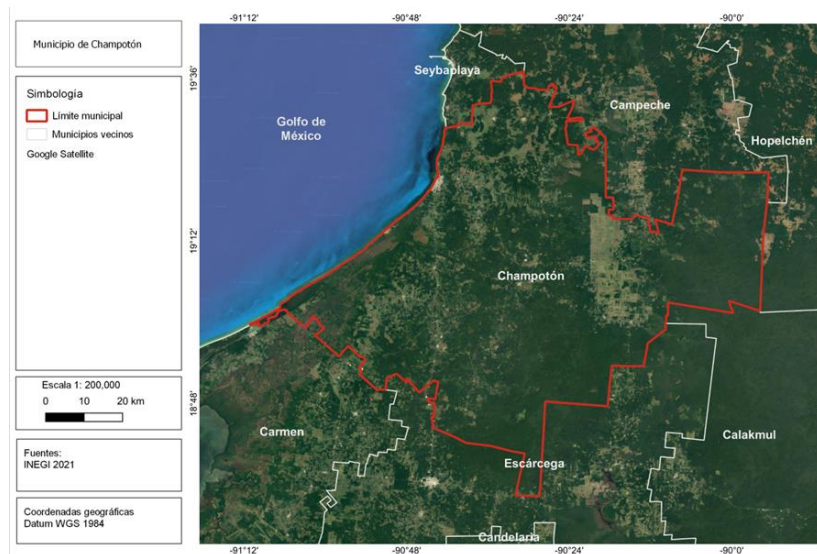 Municipio de Champotón
Simbología
Límite municipal
Municipios vecinos
Google Satellite
Escala 1: 200,000
0 10 20 km
Fuentes:
INEGI 2021
Coordenadas geográficas
Datum WGS 1984
-91°12' -90°48' -90°24' -90°0'
19°36'
19°12'
18°48'
Seybaplaya
Campeche
Golfo de
México
Hopelchén
Champotón
Carmen
Calakmul
Escárcega
Candelaria
-91°12' -90°48' -90°24' -90°0'